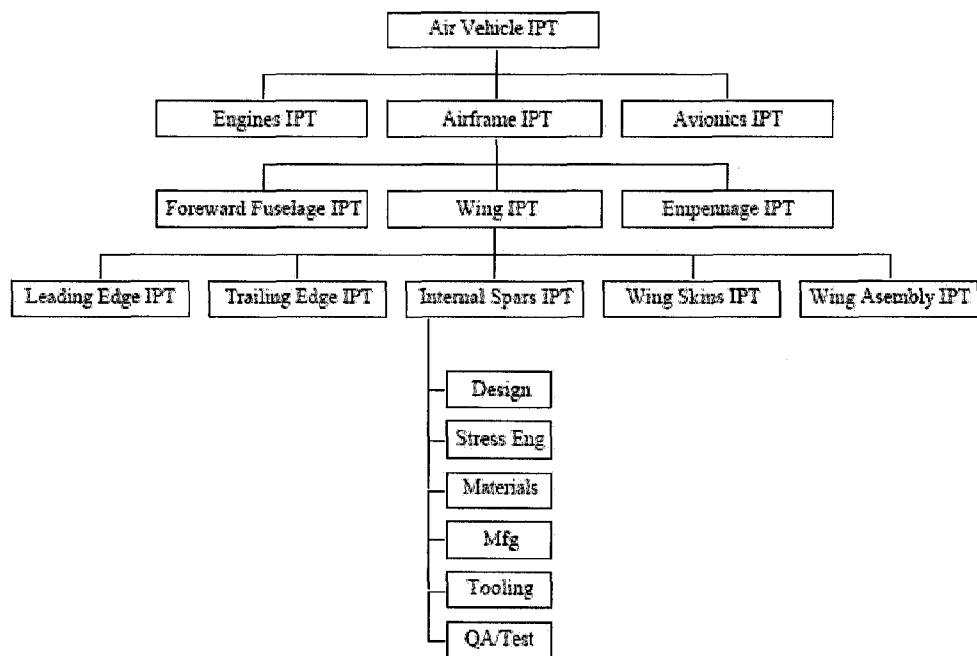 Air Vehicle IPT
Engines IPT
Airframe IPT
Avionics IPT
Foreward Fuselage IPT
Wing IPT
Empennage IPT
Leading Edge IPT
Trailing Edge IPT
Internal Spars IPT
Wing Skins IPT
Wing Asembly IPT
Design
Stress Eng
Materials
Mfg
Tooling
QA/Test